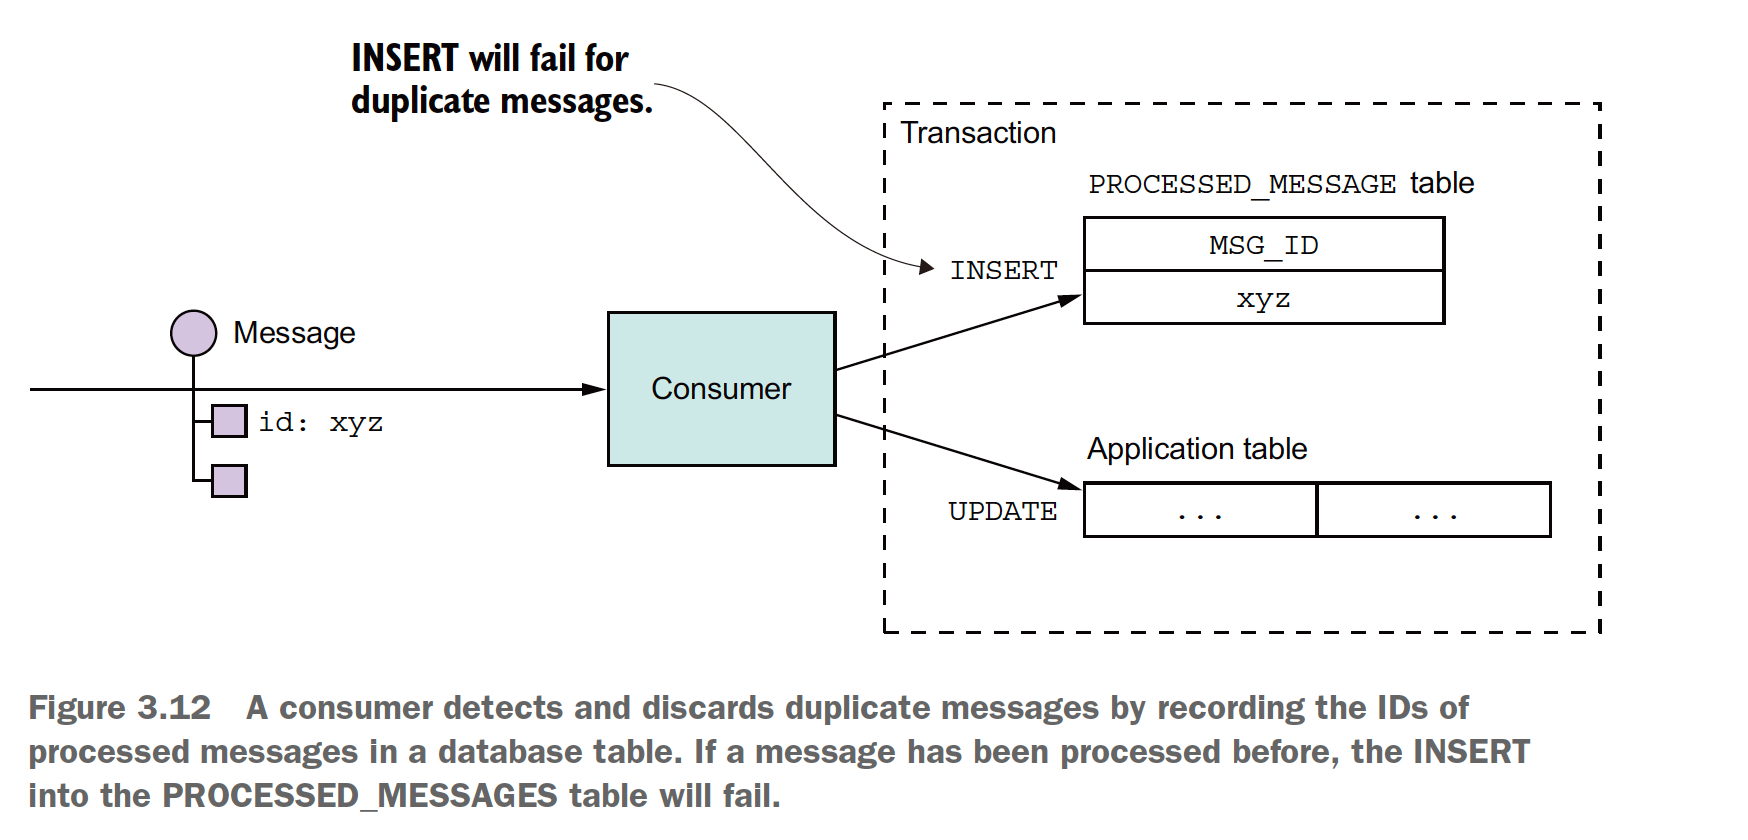 INSERT will fail for
duplicate messages.
Transaction
PROCESSED_MESSAGE table
MSG_ID
INSERT
xyz
Message
Consumer
id: xyz
Application table
UPDATE
...
...
Figure 3.12 A consumer detects and discards duplicate messages by recording the IDs of
processed messages in a database table. If a message has been processed before, the INSERT
into the PROCESSED_MESSAGES table will fail.